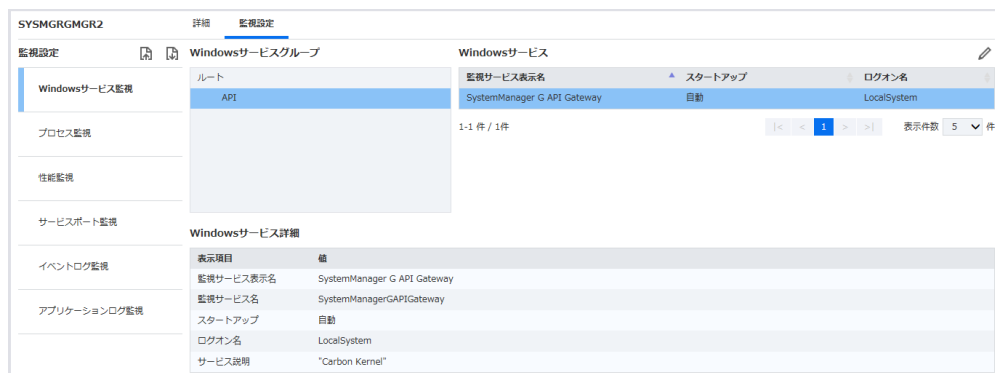 SYSMGRGMGR2
詳細 監視設定
監視設定
Windowsサービス監視
プロセス監視
性能監視
サービスポート監視
イベントログ監視
アプリケーションログ監視
Windowsサービスグループ
ルート
API
Windowsサービス
監視サービス表示名 スタートアップ ログオン名
SystemManager G API Gateway 自動 LocalSystem
1-1 件 / 1件 |< < 1 > >| 表示件数 5 件
Windowsサービス詳細
表示項目 値
監視サービス表示名 SystemManager G API Gateway
監視サービス名 SystemManagerGAPIGateway
スタートアップ 自動
ログオン名 LocalSystem
サービス説明 "Carbon Kernel"